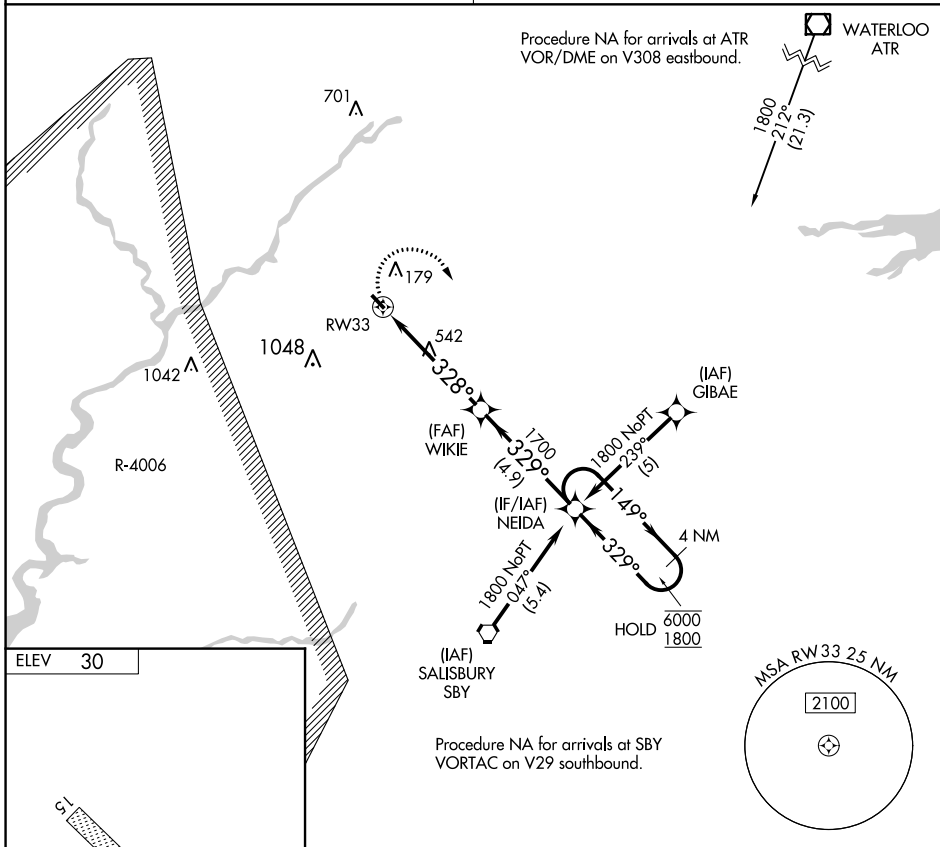 Procedure NA for arrivals at ATR
VOR/DME on V308 eastbound.
WATERLOO
ATR
1800
212°
(21.3)
701
179
RW33
542
1048
1042
328°
(FAF)
WIKIE
R-4006
1700
329°
(4.9)
(IAF)
GIBAE
1800 NoPT
239°
(5)
(IF/IAF)
NEIDA
149°
4 NM
329°
1800 NoPT
047°
(5.4)
HOLD
6000
1800
(IAF)
SALISBURY
SBY
ELEV 30
MSA RW33 25 NM
2100
Procedure NA for arrivals at SBY
VORTAC on V29 southbound.
15